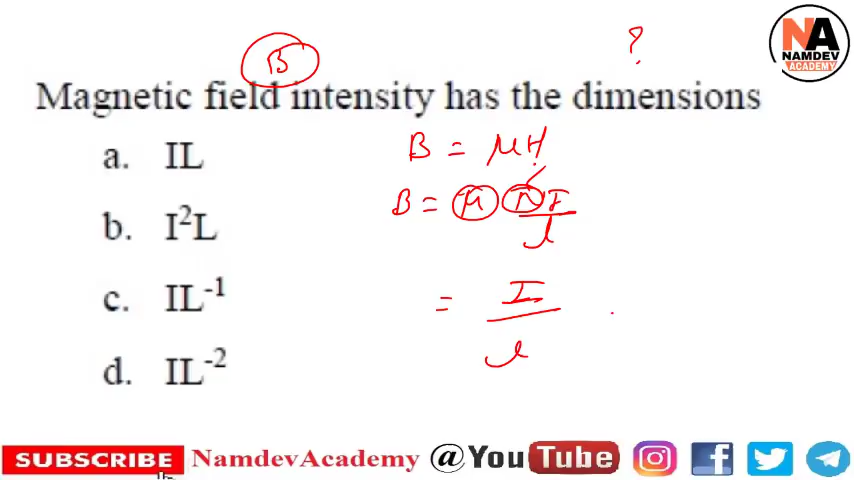 NA
NAMDEV
ACADEMY
B
?
Magnetic field intensity has the dimensions
a. IL
b. I²L
c. IL⁻¹
d. IL⁻²
B = μH
B = μ NI
l
= I
l
SUBSCRIBE NamdevAcademy @YouTube